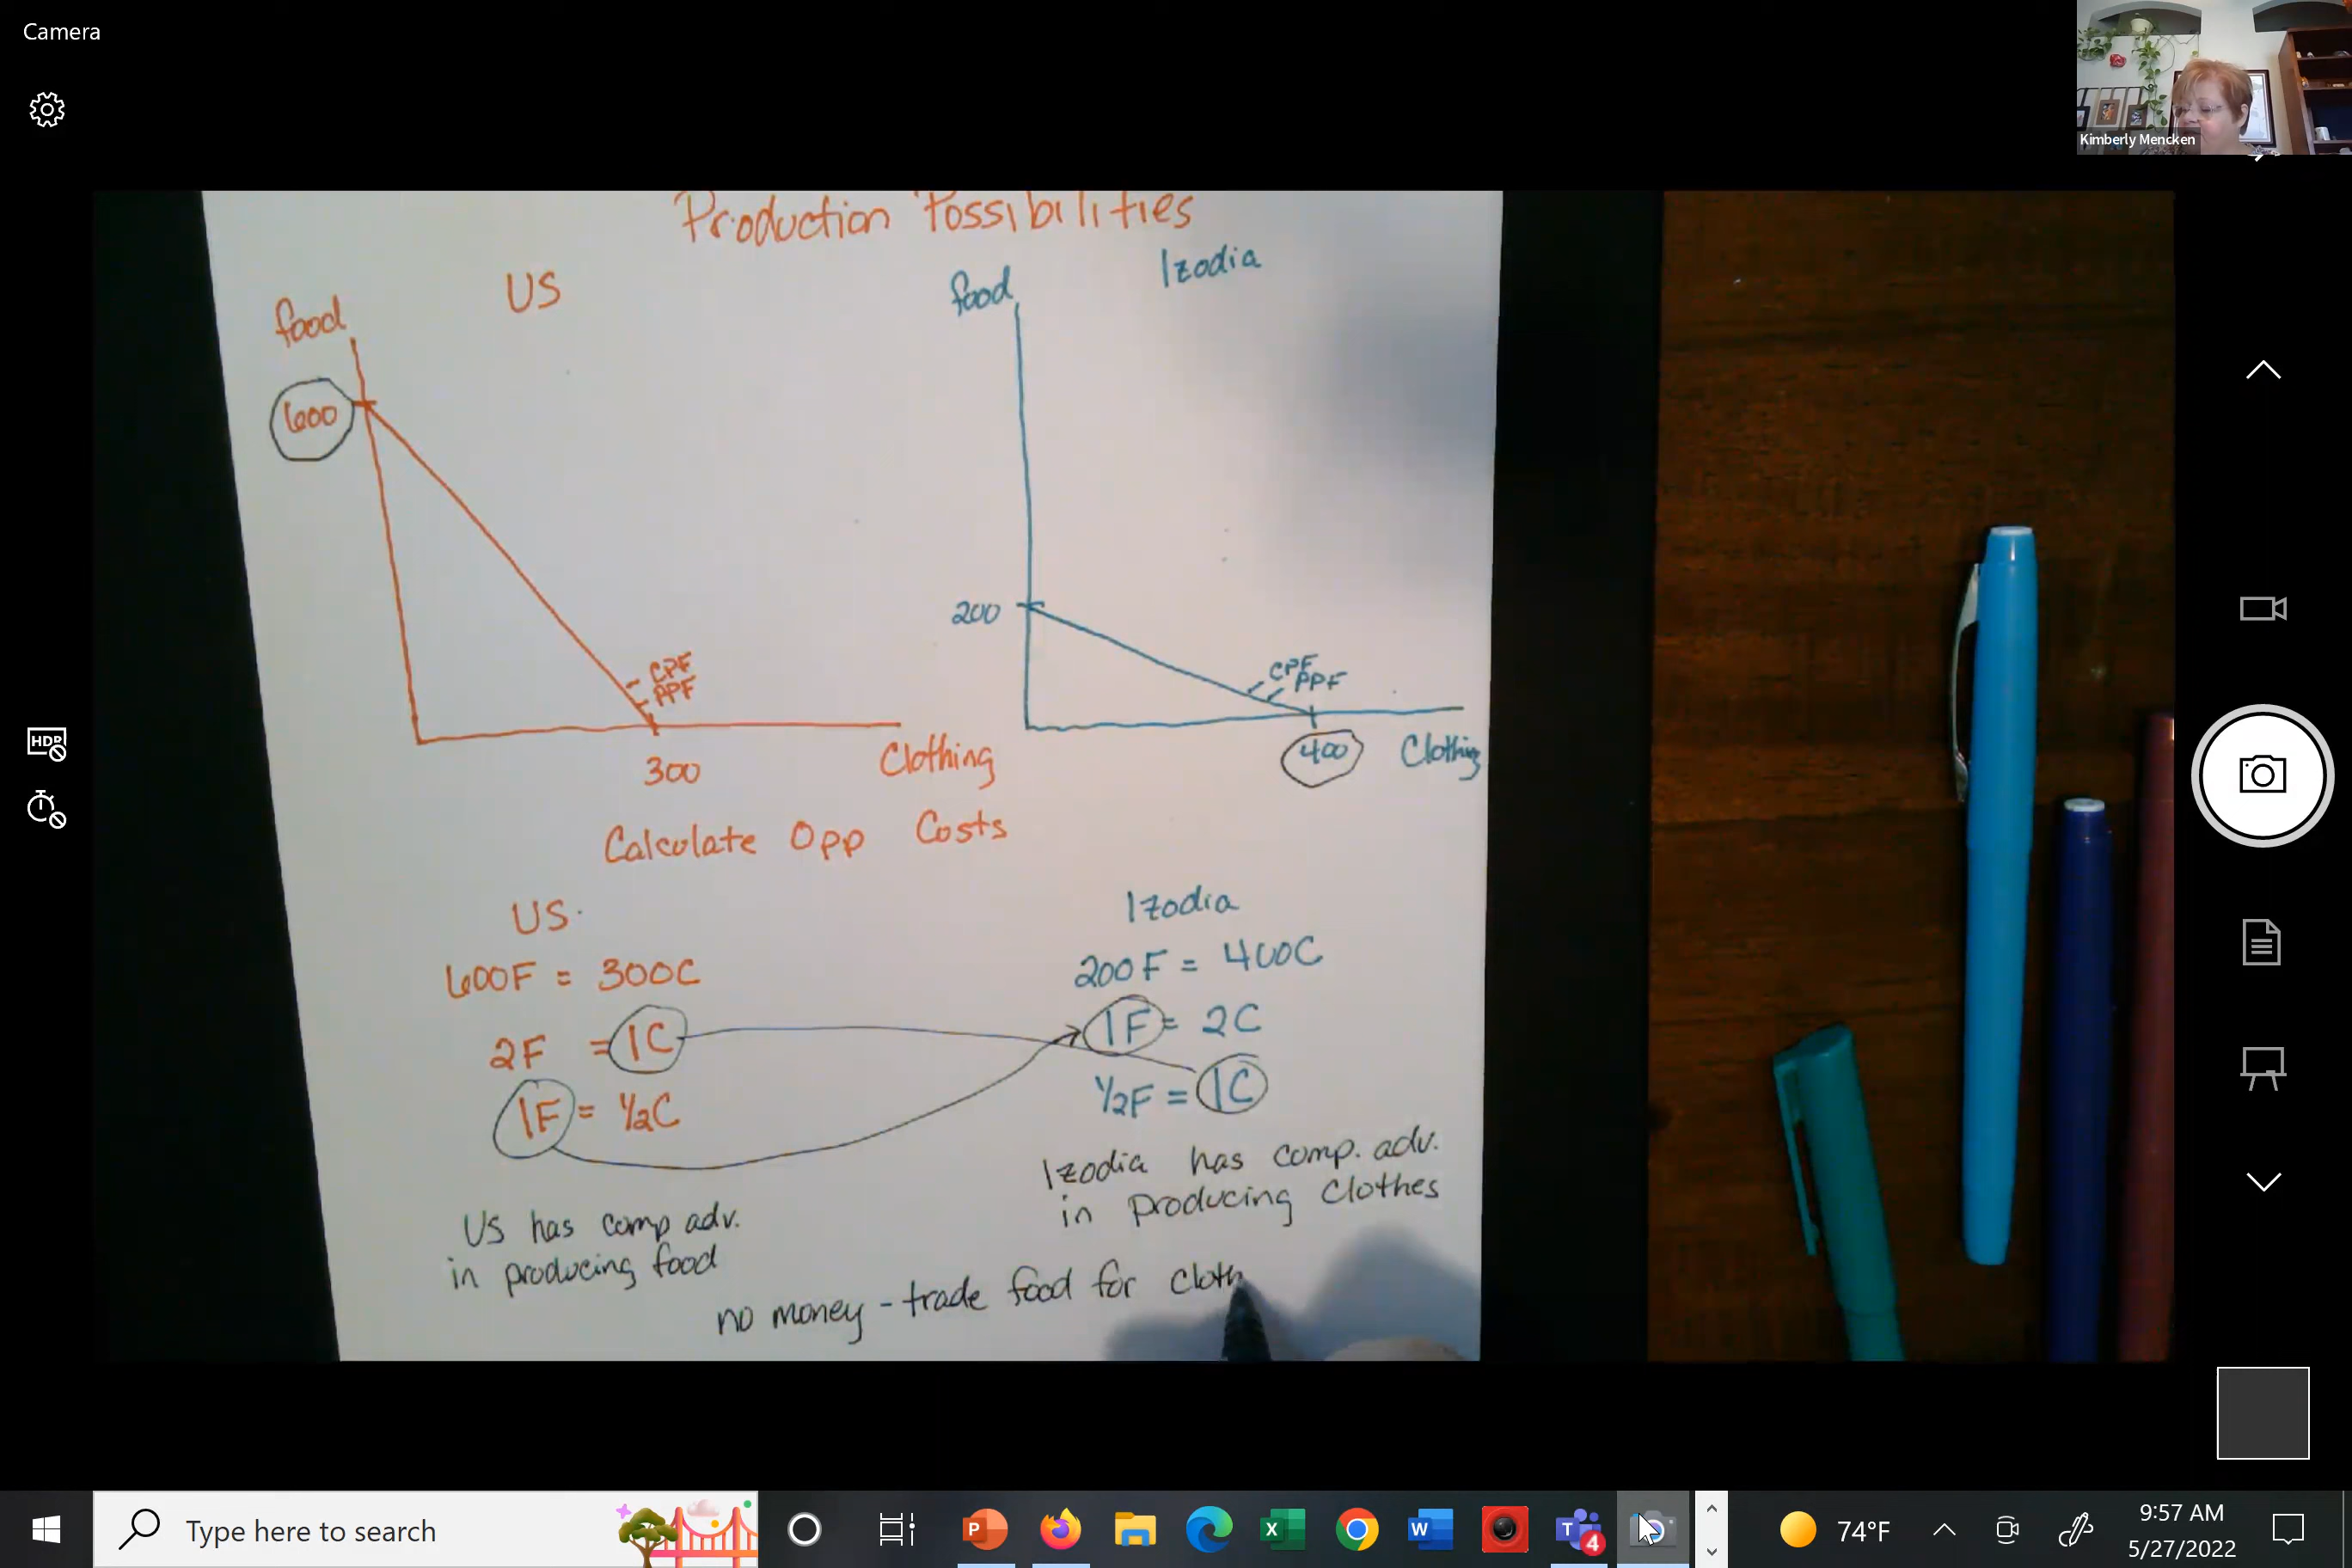 Camera
Kimberly Mencken
Production Possibilities
US
food
600
CPF
PPF
300
Clothing
Izodia
food
200
CPF
PPF
400
Clothing
Calculate Opp Costs
US
600F = 300C
2F = 1C
1F = 1/2C
US has comp adv.
in producing food
Izodia
200F = 400C
1F = 2C
1/2F = 1C
Izodia has comp. adv.
in producing clothes
no money - trade food for cloth
HDR
Type here to search
P
X
W
T
4
74°F
9:57 AM
5/27/2022